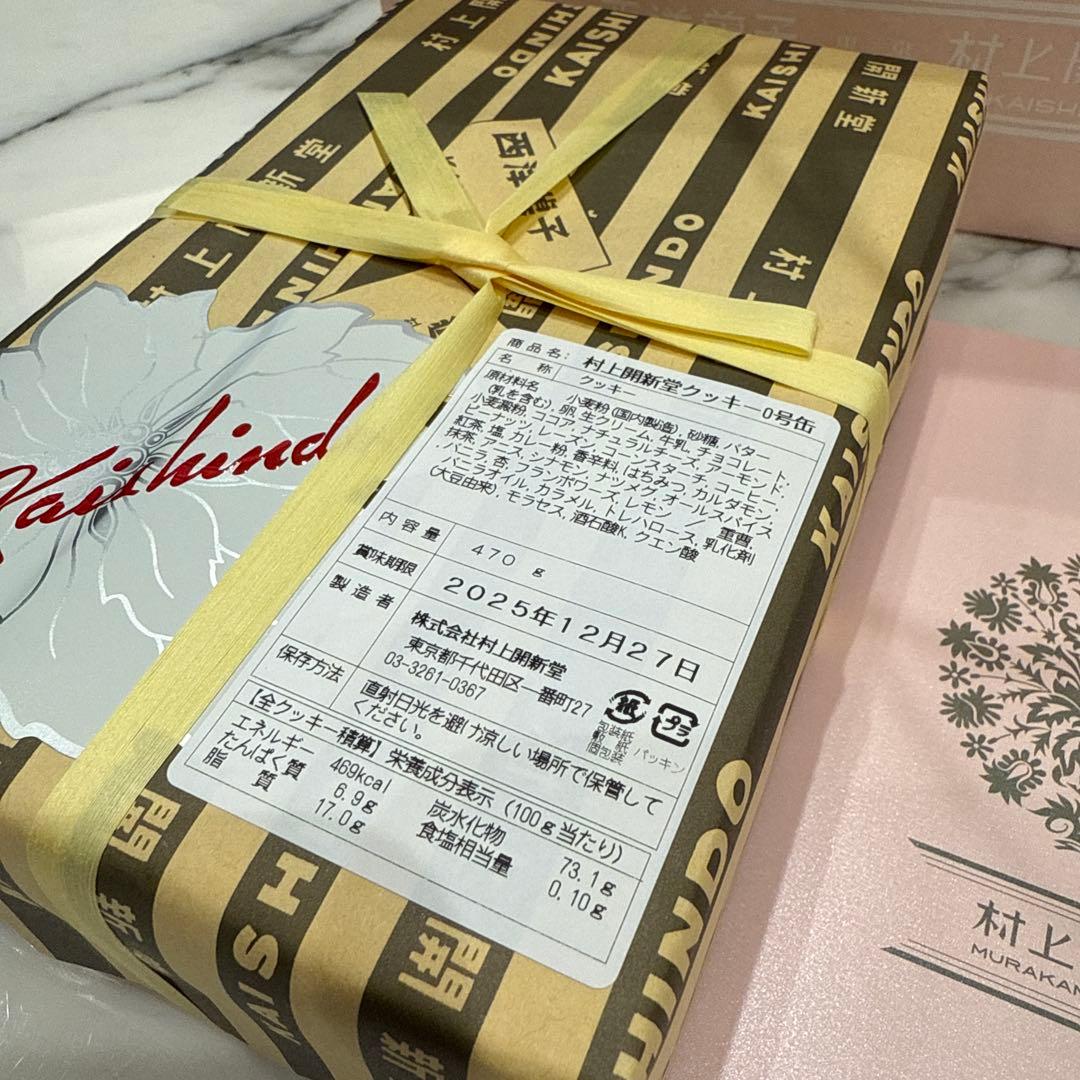 村上開新堂
KAISHINDO
西洋菓子
Kaishindo
商品名: 村上開新堂クッキー0号缶
名称 クッキー
原材料名 小麦粉(国内製造)、砂糖、バター
(乳を含む)、卵、生クリーム、牛乳、チョコレート、
小麦澱粉、ココア、ナチュラルチーズ、アーモンド、
ピーナッツ、レーズン、コーンスターチ、コーヒー、
紅茶、塩、カレー粉、香辛料、はちみつ、カルダモン、
抹茶、アニス、シナモン、ナツメグ、オールスパイス
バニラ、杏、フランボワーズ、レモン / 重曹、
バニラオイル、カラメル、トレハロース、乳化剤
(大豆由来)、モラセス、酒石酸K、クエン酸
内容量 470 g
賞味期限 2025年12月27日
製造者 株式会社村上開新堂
東京都千代田区一番町27
03-3261-0367
紙
プラ
包装紙
敷紙
個包装 パッキン
保存方法 直射日光を避け涼しい場所で保管して
ください。
【全クッキー積算】栄養成分表示(100g当たり)
エネルギー 469kcal 炭水化物 73.1g
たんぱく質 6.9g 食塩相当量 0.10g
脂質 17.0g
村上
KAISH
村上
MURAKAM